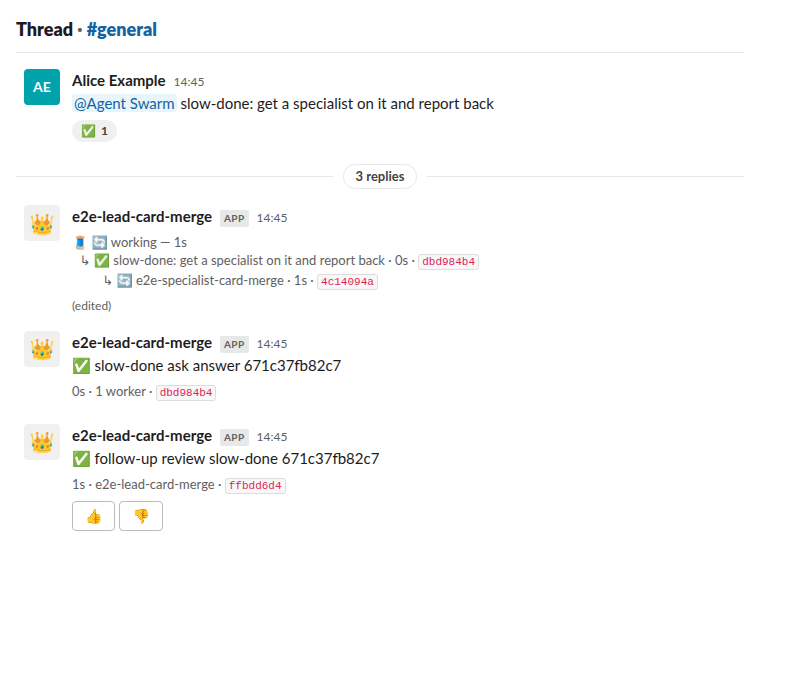 Thread • #general
AE
Alice Example 14:45
@Agent Swarm slow-done: get a specialist on it and report back
✅ 1
3 replies
e2e-lead-card-merge APP 14:45
🧵 🔄 working — 1s
↳ ✅ slow-done: get a specialist on it and report back · 0s · dbd984b4
↳ 🔄 e2e-specialist-card-merge · 1s · 4c14094a
(edited)
e2e-lead-card-merge APP 14:45
✅ slow-done ask answer 671c37fb82c7
0s · 1 worker · dbd984b4
e2e-lead-card-merge APP 14:45
✅ follow-up review slow-done 671c37fb82c7
1s · e2e-lead-card-merge · ffbdd6d4
👍 👎